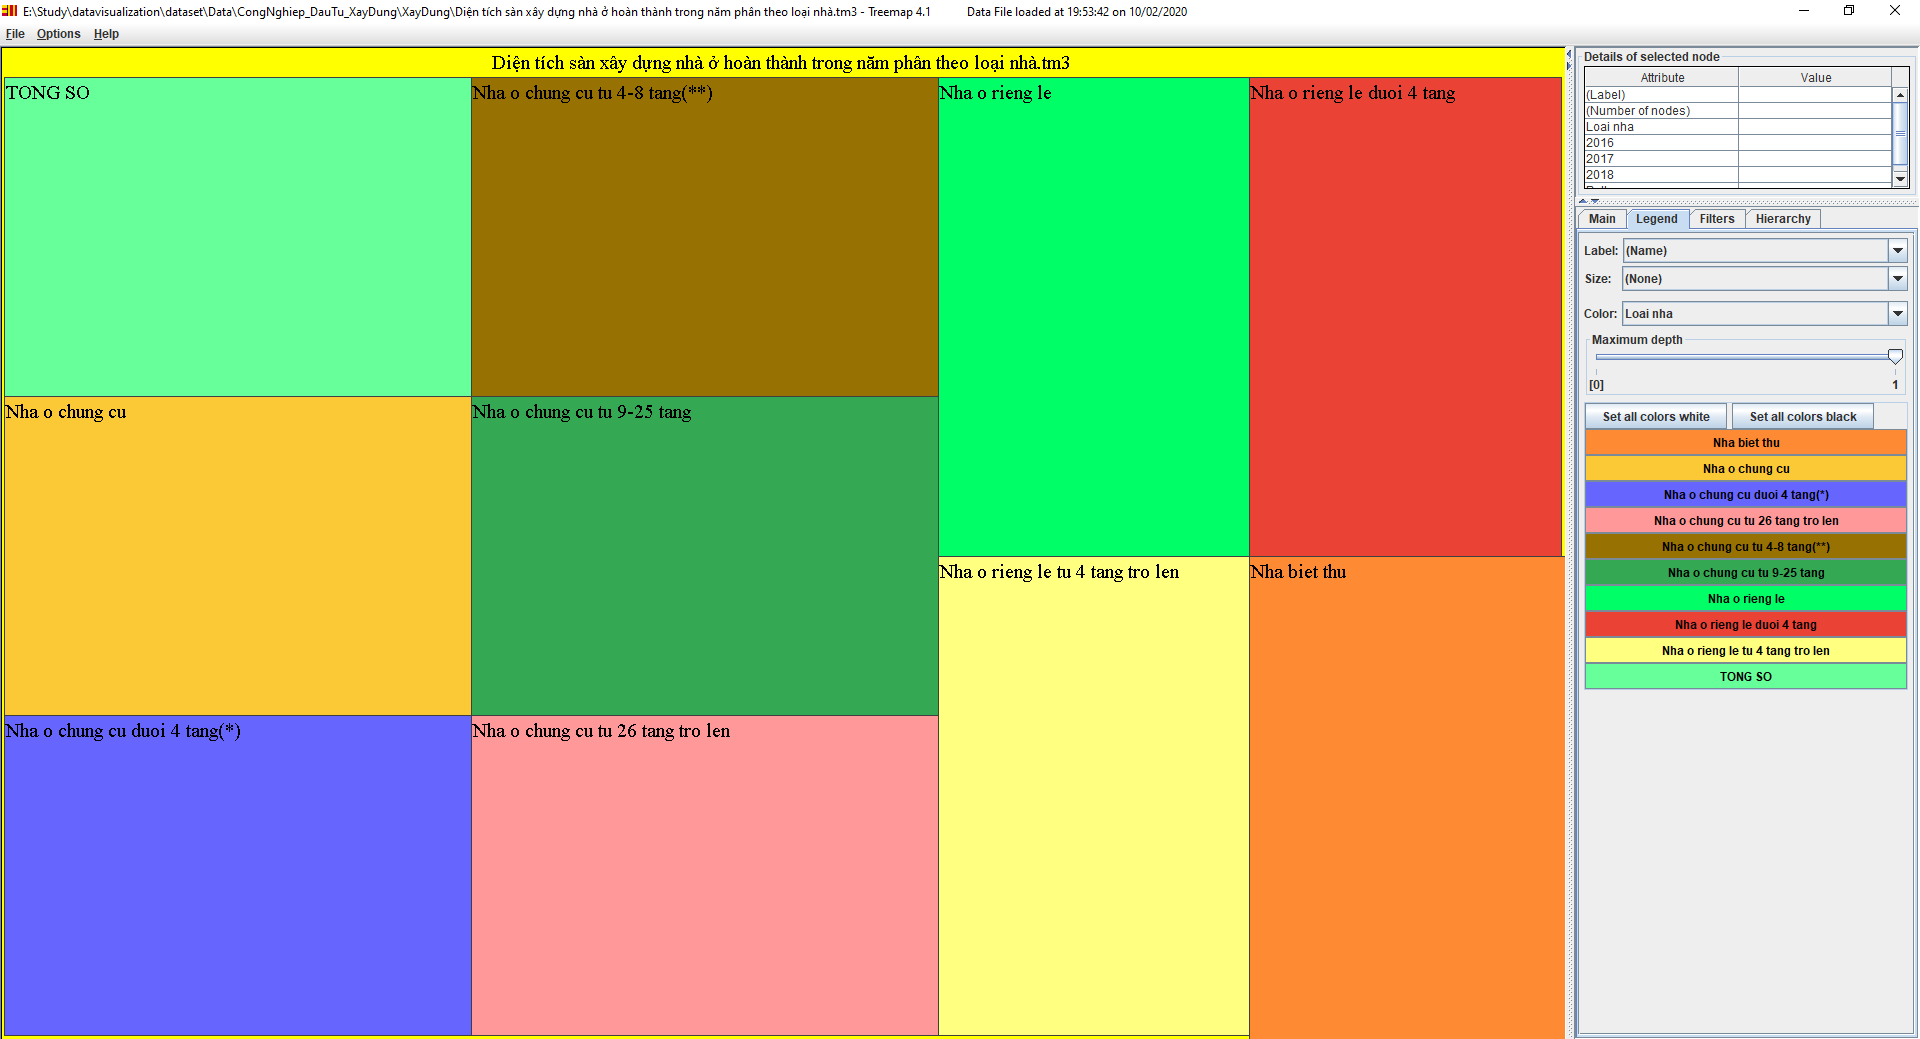 E:\Study\datavisualization\dataset\Data\CongNghiep_DauTu_XayDung\XayDung\Diện tích sàn xây dựng nhà ở hoàn thành trong năm phân theo loại nhà.tm3 - Treemap 4.1 Data File loaded at 19:53:42 on 10/02/2020
File Options Help
Diện tích sàn xây dựng nhà ở hoàn thành trong năm phân theo loại nhà.tm3
TONG SO
Nha o chung cu tu 4-8 tang(**)
Nha o rieng le
Nha o rieng le duoi 4 tang
Nha o chung cu
Nha o chung cu tu 9-25 tang
Nha o rieng le tu 4 tang tro len
Nha biet thu
Nha o chung cu duoi 4 tang(*)
Nha o chung cu tu 26 tang tro len
Details of selected node
Attribute Value
(Label)
(Number of nodes)
Loai nha
2016
2017
2018
Main Legend Filters Hierarchy
Label: (Name)
Size: (None)
Color: Loai nha
Maximum depth
[0] 1
Set all colors white Set all colors black
Nha biet thu
Nha o chung cu
Nha o chung cu duoi 4 tang(*)
Nha o chung cu tu 26 tang tro len
Nha o chung cu tu 4-8 tang(**)
Nha o chung cu tu 9-25 tang
Nha o rieng le
Nha o rieng le duoi 4 tang
Nha o rieng le tu 4 tang tro len
TONG SO